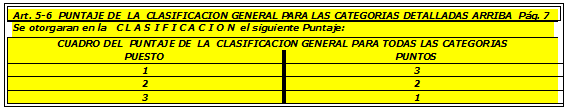 Art. 5-6 PUNTAJE DE LA CLASIFICACION GENERAL PARA LAS CATEGORIAS DETALLADAS ARRIBA Pág. 7
Se otorgaran en la C L A S I F I C A C I O N el siguiente Puntaje:
CUADRO DEL PUNTAJE DE LA CLASIFICACION GENERAL PARA TODAS LAS CATEGORIAS
PUESTO PUNTOS
1 3
2 2
3 1